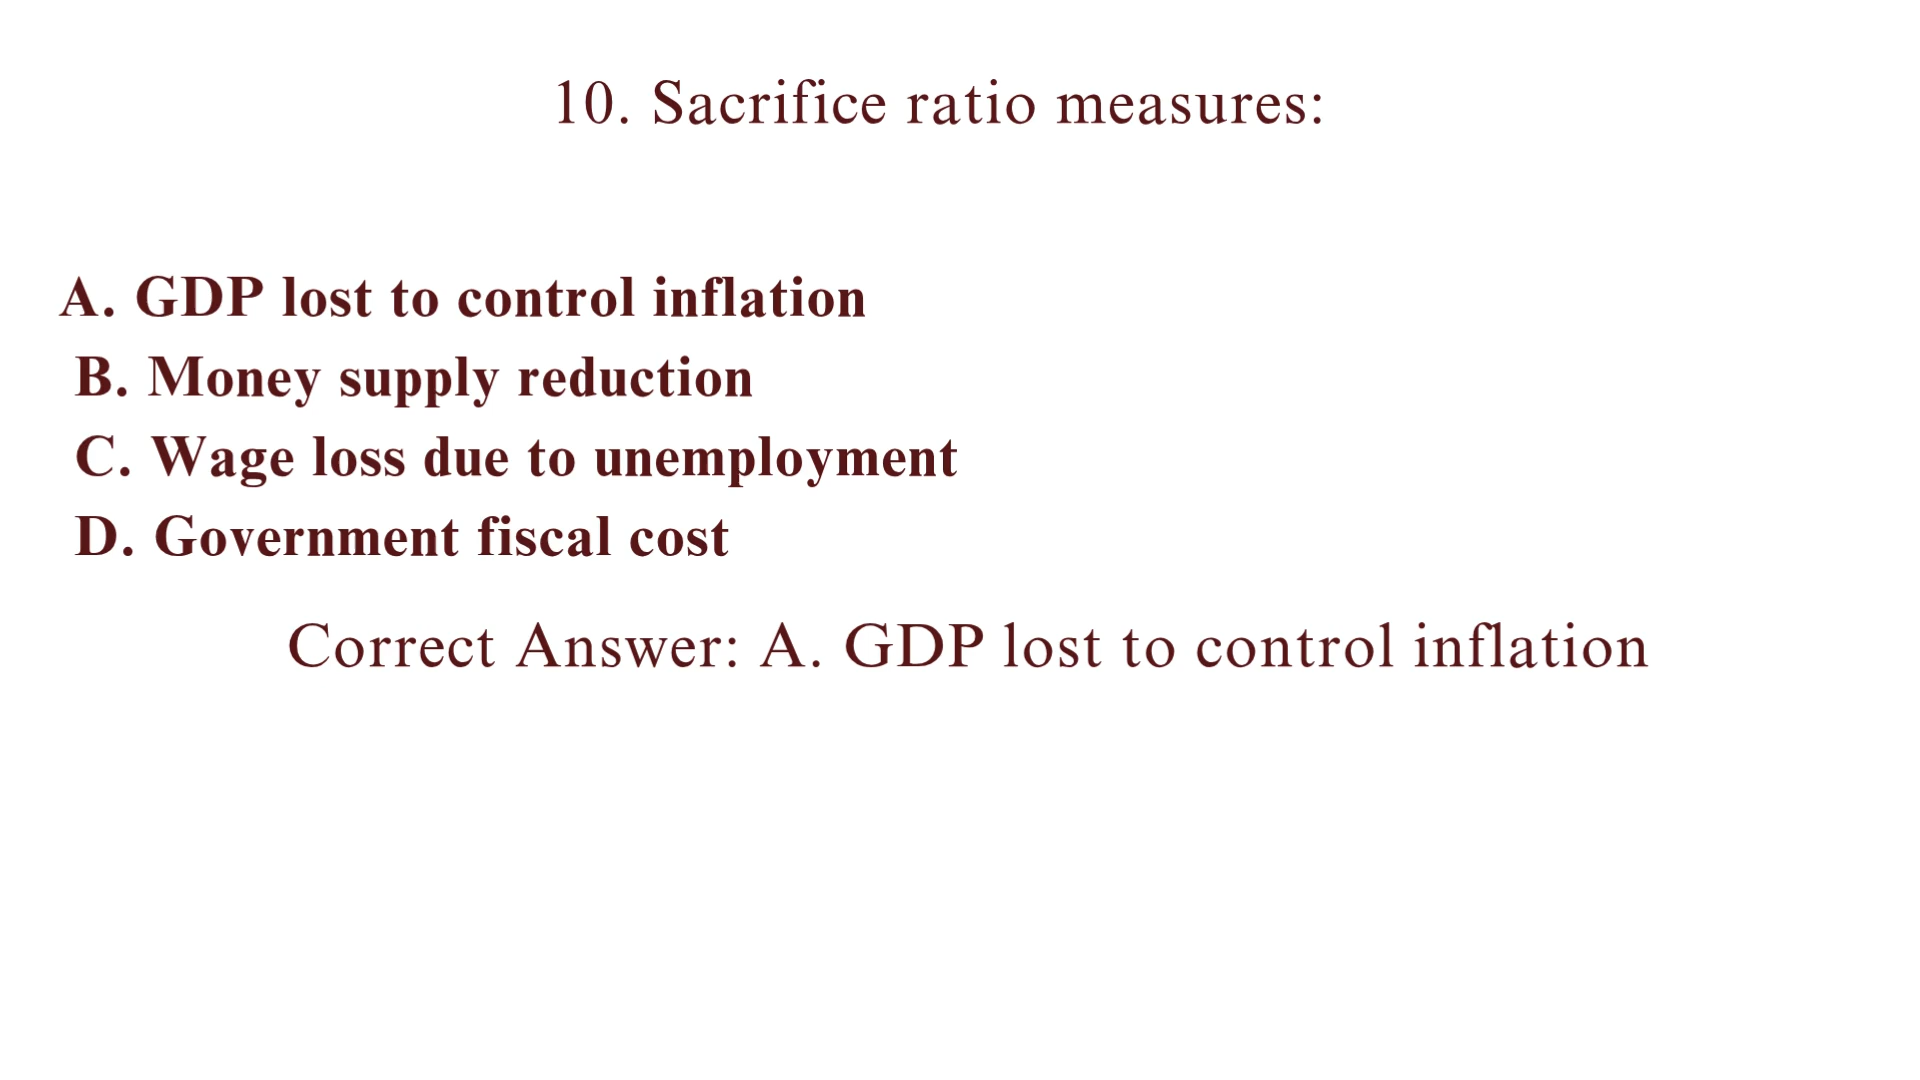 10. Sacrifice ratio measures:
A. GDP lost to control inflation
B. Money supply reduction
C. Wage loss due to unemployment
D. Government fiscal cost
Correct Answer: A. GDP lost to control inflation